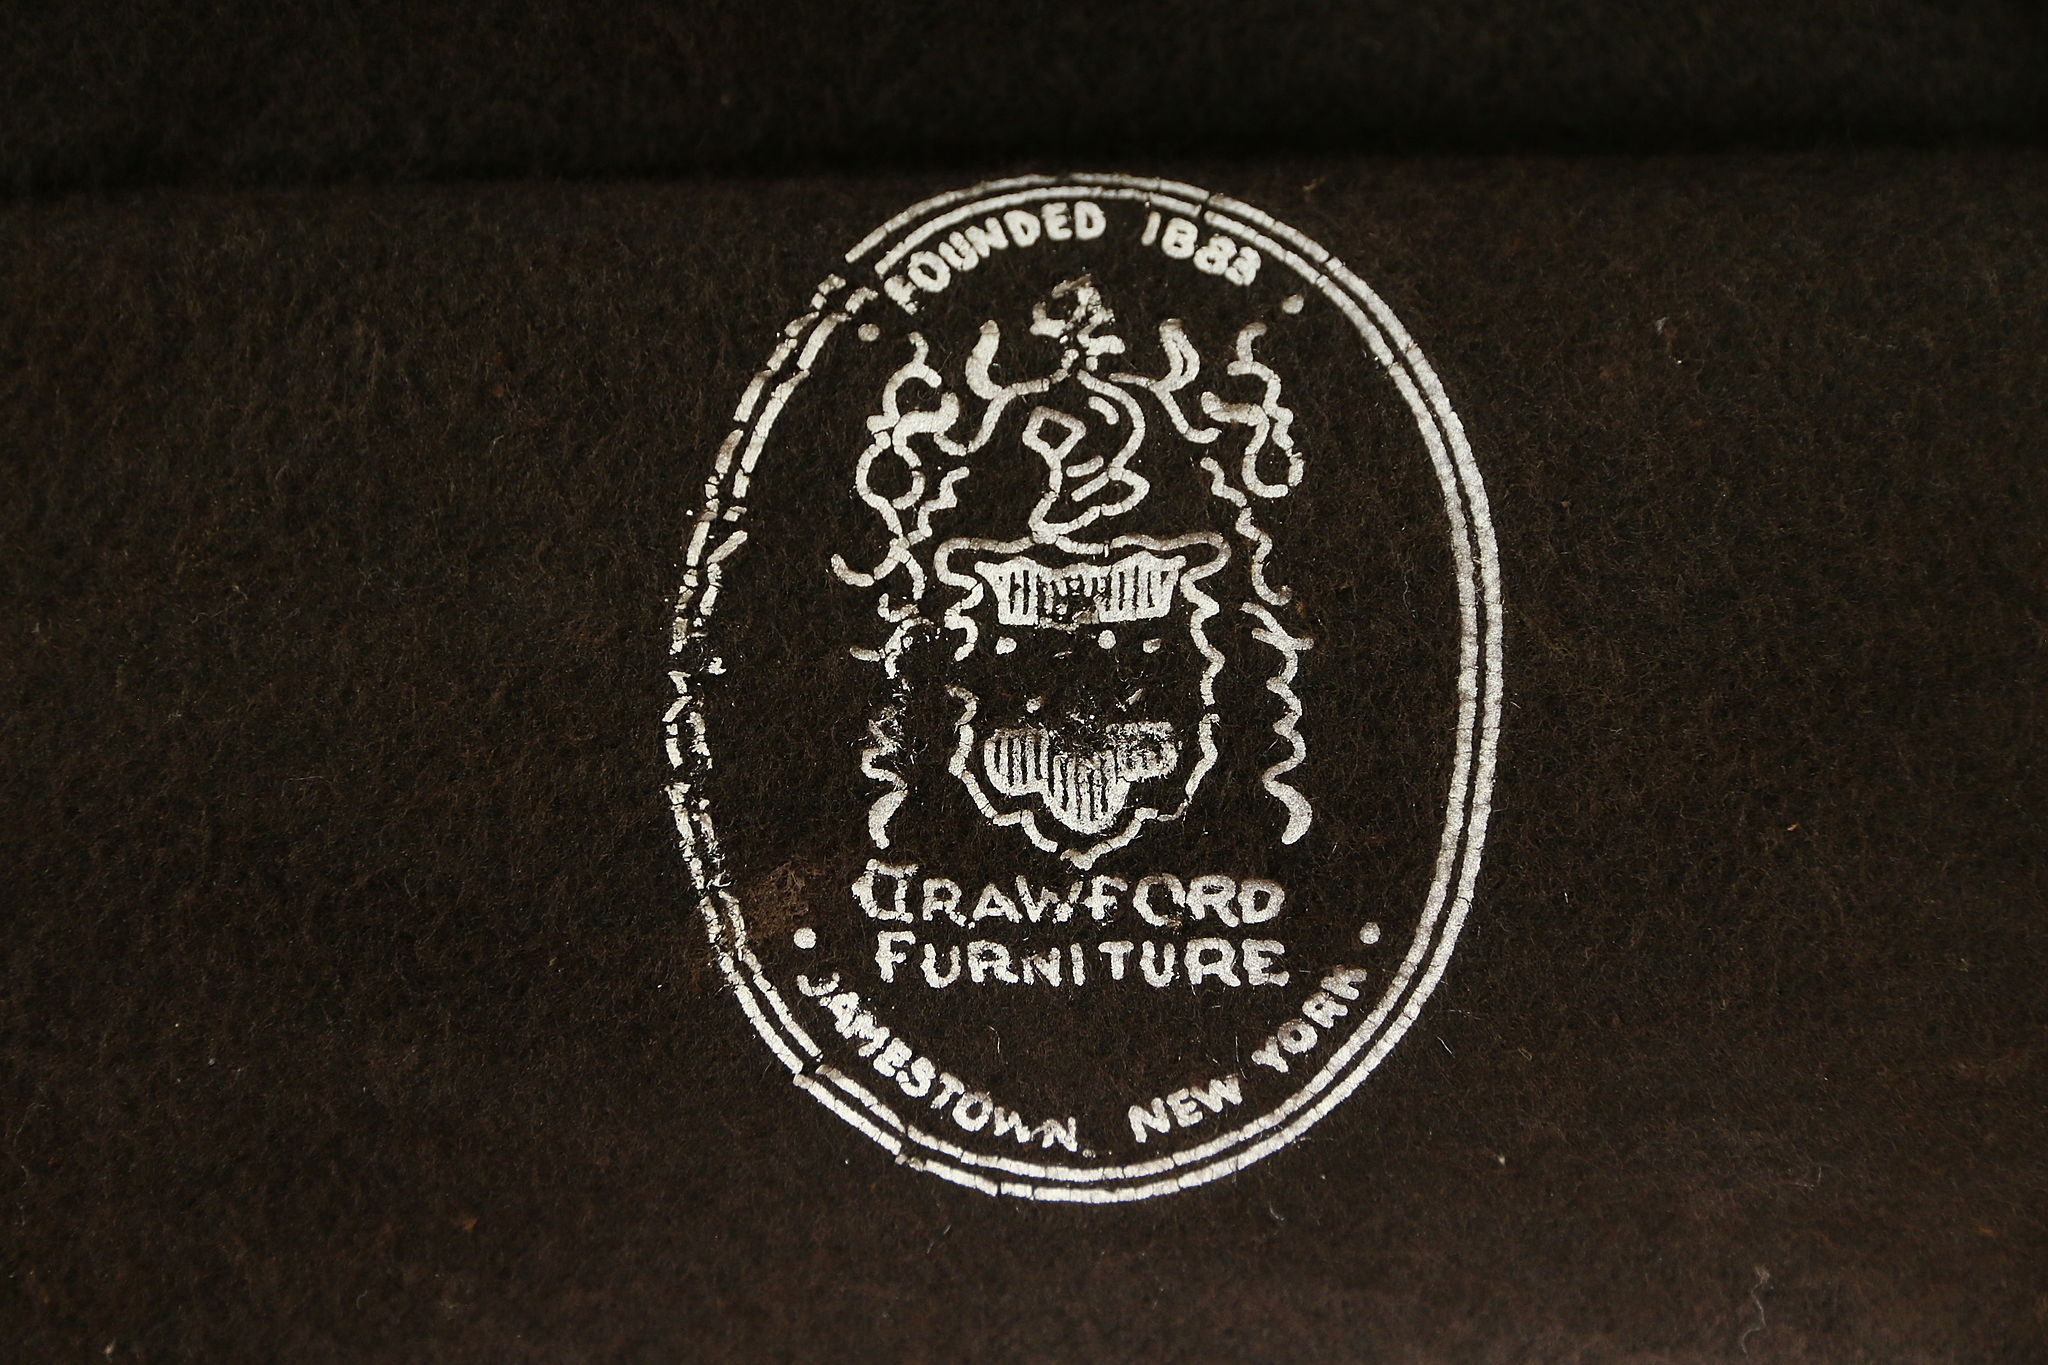 FOUNDED 1883
CRAWFORD
FURNITURE
JAMESTOWN, NEW YORK